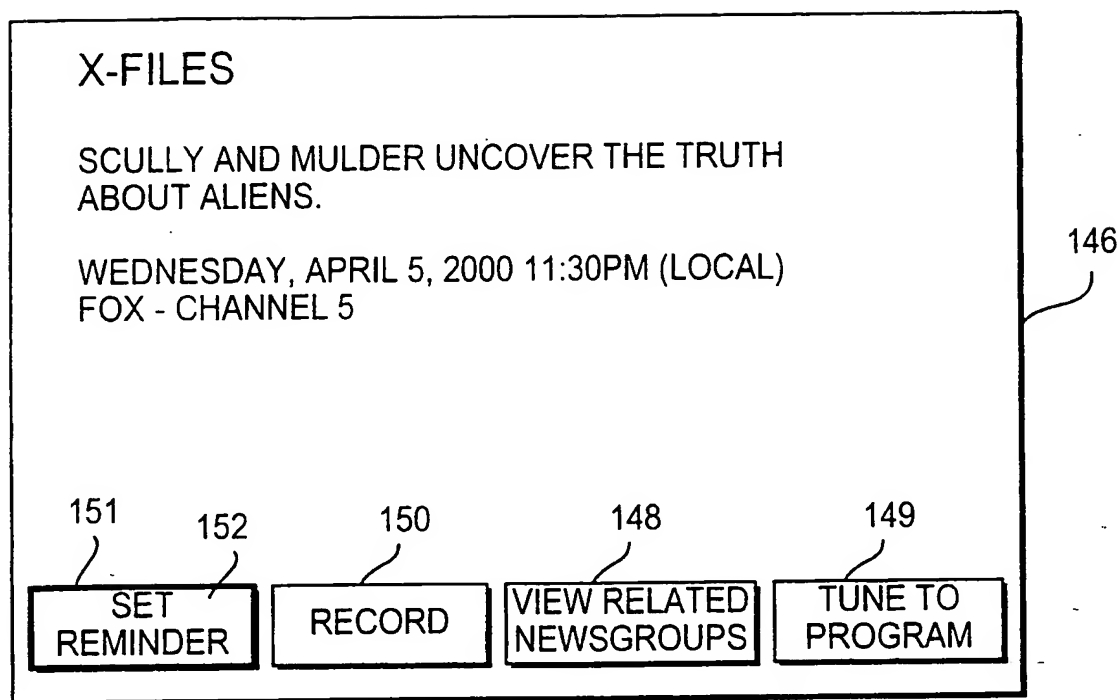 X-FILES
SCULLY AND MULDER UNCOVER THE TRUTH
ABOUT ALIENS.
WEDNESDAY, APRIL 5, 2000 11:30PM (LOCAL)
FOX - CHANNEL 5
146
151
152
150
148
149
SET
REMINDER
RECORD
VIEW RELATED
NEWSGROUPS
TUNE TO
PROGRAM